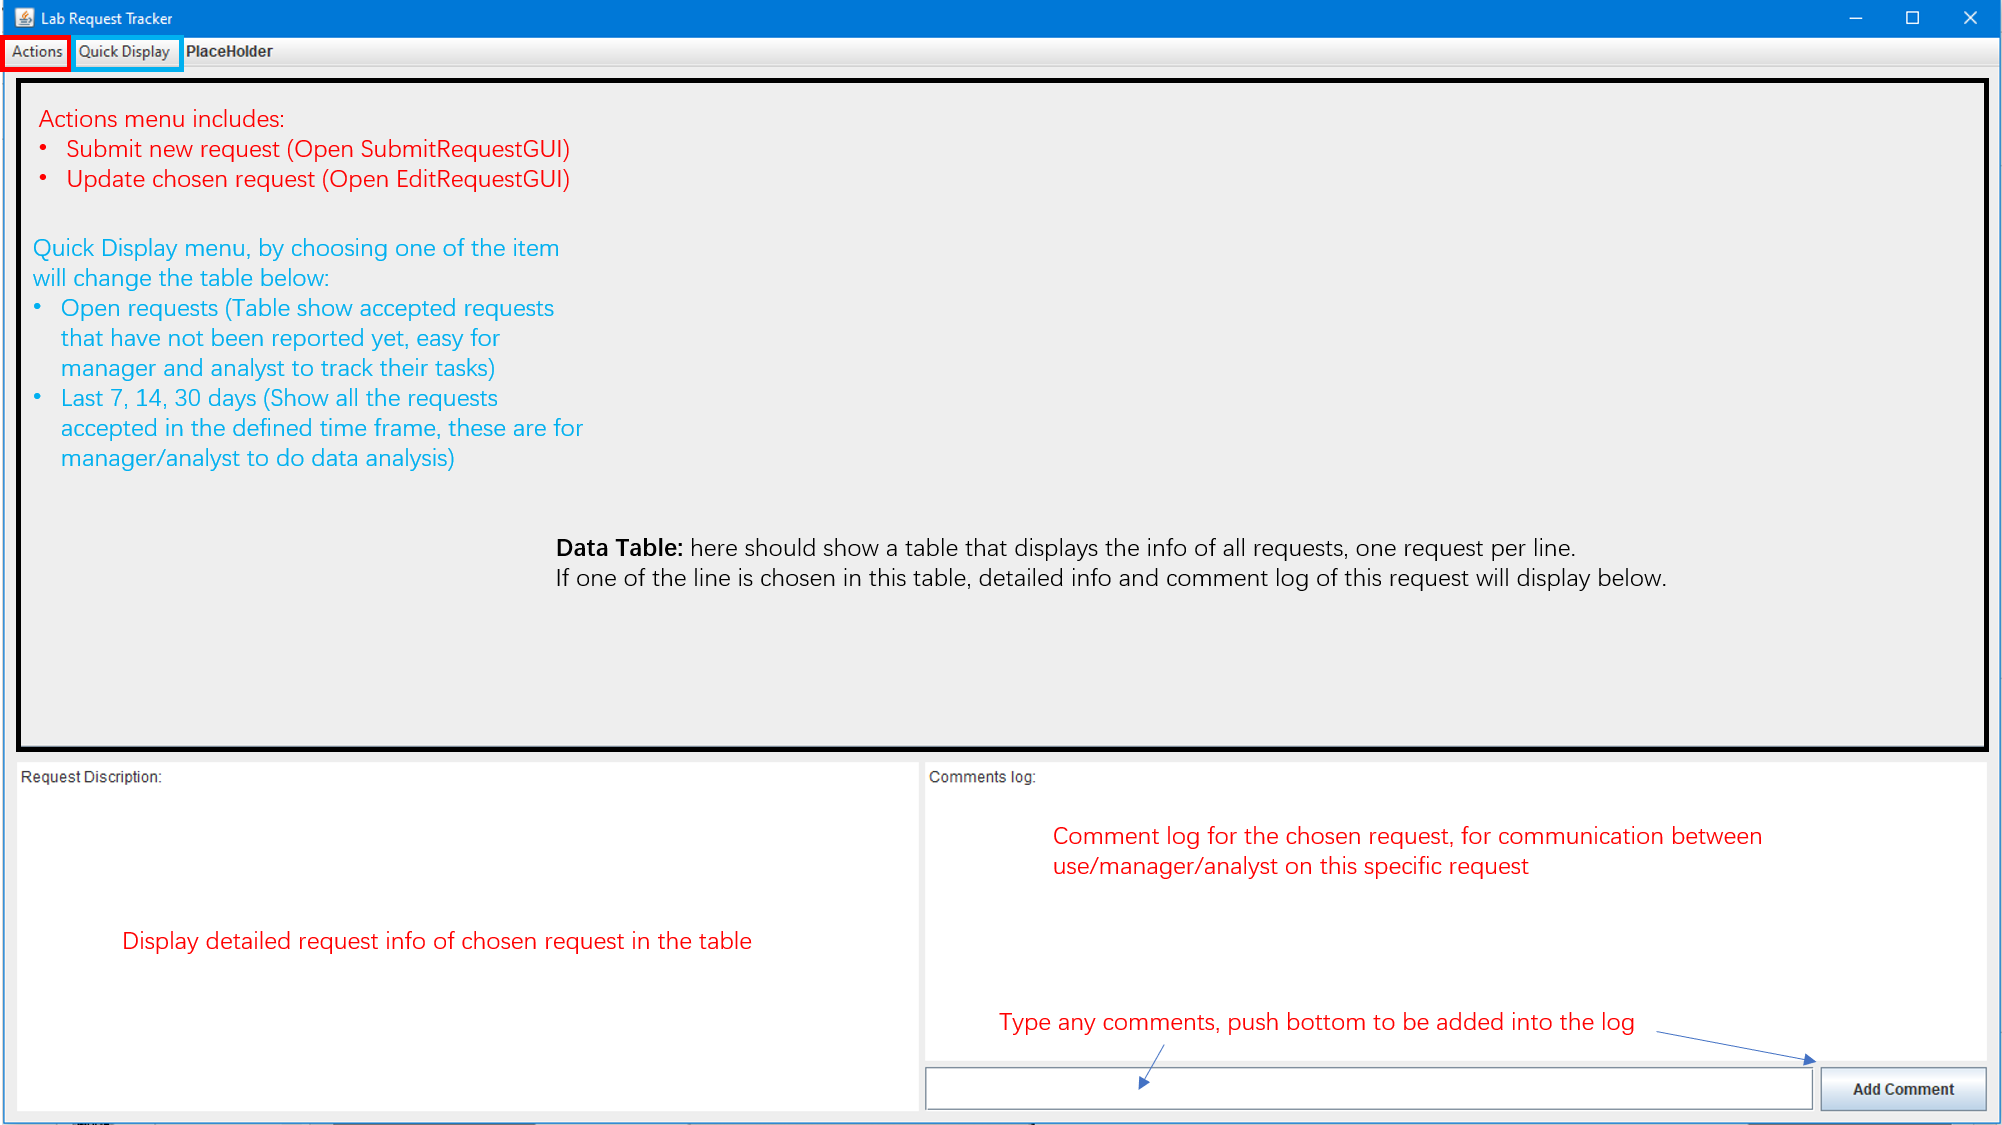 Lab Request Tracker
Actions Quick Display PlaceHolder
Actions menu includes:
• Submit new request (Open SubmitRequestGUI)
• Update chosen request (Open EditRequestGUI)
Quick Display menu, by choosing one of the item
will change the table below:
• Open requests (Table show accepted requests
that have not been reported yet, easy for
manager and analyst to track their tasks)
• Last 7, 14, 30 days (Show all the requests
accepted in the defined time frame, these are for
manager/analyst to do data analysis)
Data Table: here should show a table that displays the info of all requests, one request per line.
If one of the line is chosen in this table, detailed info and comment log of this request will display below.
Request Discription:
Display detailed request info of chosen request in the table
Comments log:
Comment log for the chosen request, for communication between
use/manager/analyst on this specific request
Type any comments, push bottom to be added into the log
Add Comment